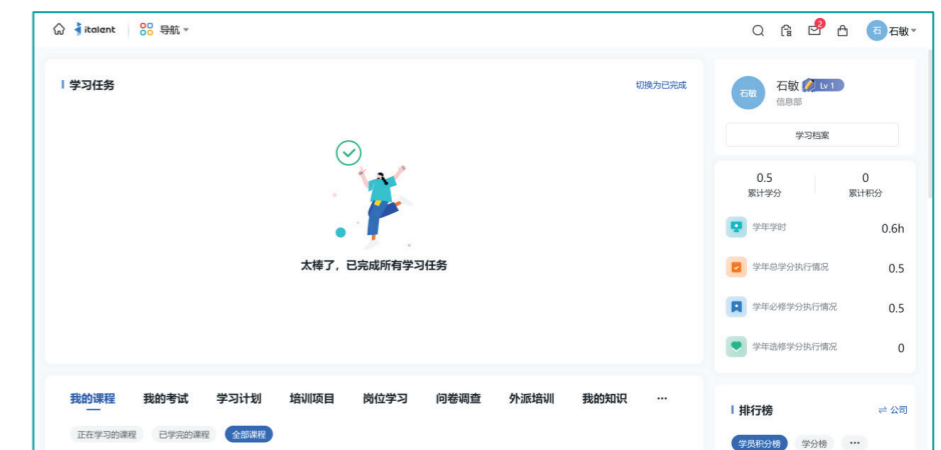 italent 导航
2
石 石敏
学习任务
切换为已完成
太棒了，已完成所有学习任务
石敏
石敏 Lv 1
信息部
学习档案
0.5
累计学分
0
累计积分
学年学时 0.6h
学年总学分执行情况 0.5
学年必修学分执行情况 0.5
学年选修学分执行情况 0
我的课程 我的考试 学习计划 培训项目 岗位学习 问卷调查 外派培训 我的知识 ...
正在学习的课程 已学完的课程 全部课程
排行榜 公司
学员积分榜 学分榜 ...